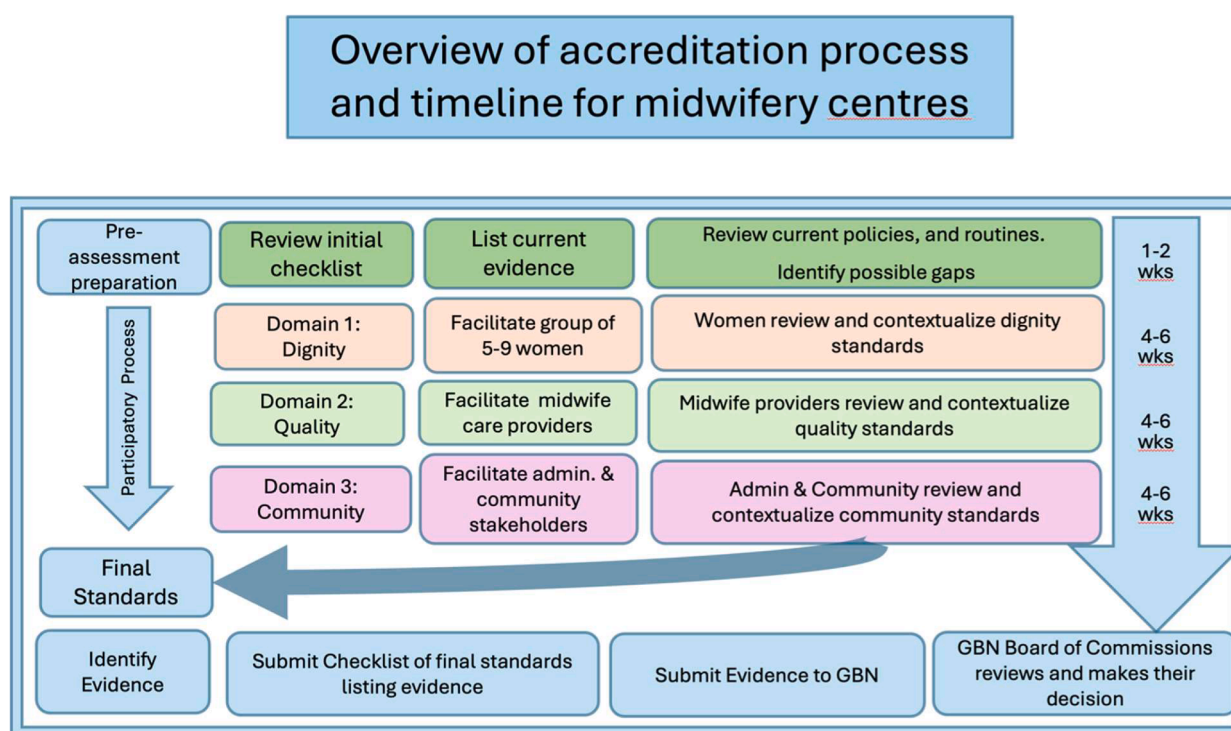 Overview of accreditation process
and timeline for midwifery centres
Pre-
assessment
preparation
Review initial
checklist
List current
evidence
Review current policies, and routines.
Identify possible gaps
1-2
wks
Participatory Process
Domain 1:
Dignity
Facilitate group of
5-9 women
Women review and contextualize dignity
standards
4-6
wks
Domain 2:
Quality
Facilitate midwife
care providers
Midwife providers review and contextualize
quality standards
4-6
wks
Domain 3:
Community
Facilitate admin. &
community
stakeholders
Admin & Community review and
contextualize community standards
4-6
wks
Final
Standards
Identify
Evidence
Submit Checklist of final standards
listing evidence
Submit Evidence to GBN
GBN Board of Commissions
reviews and makes their
decision